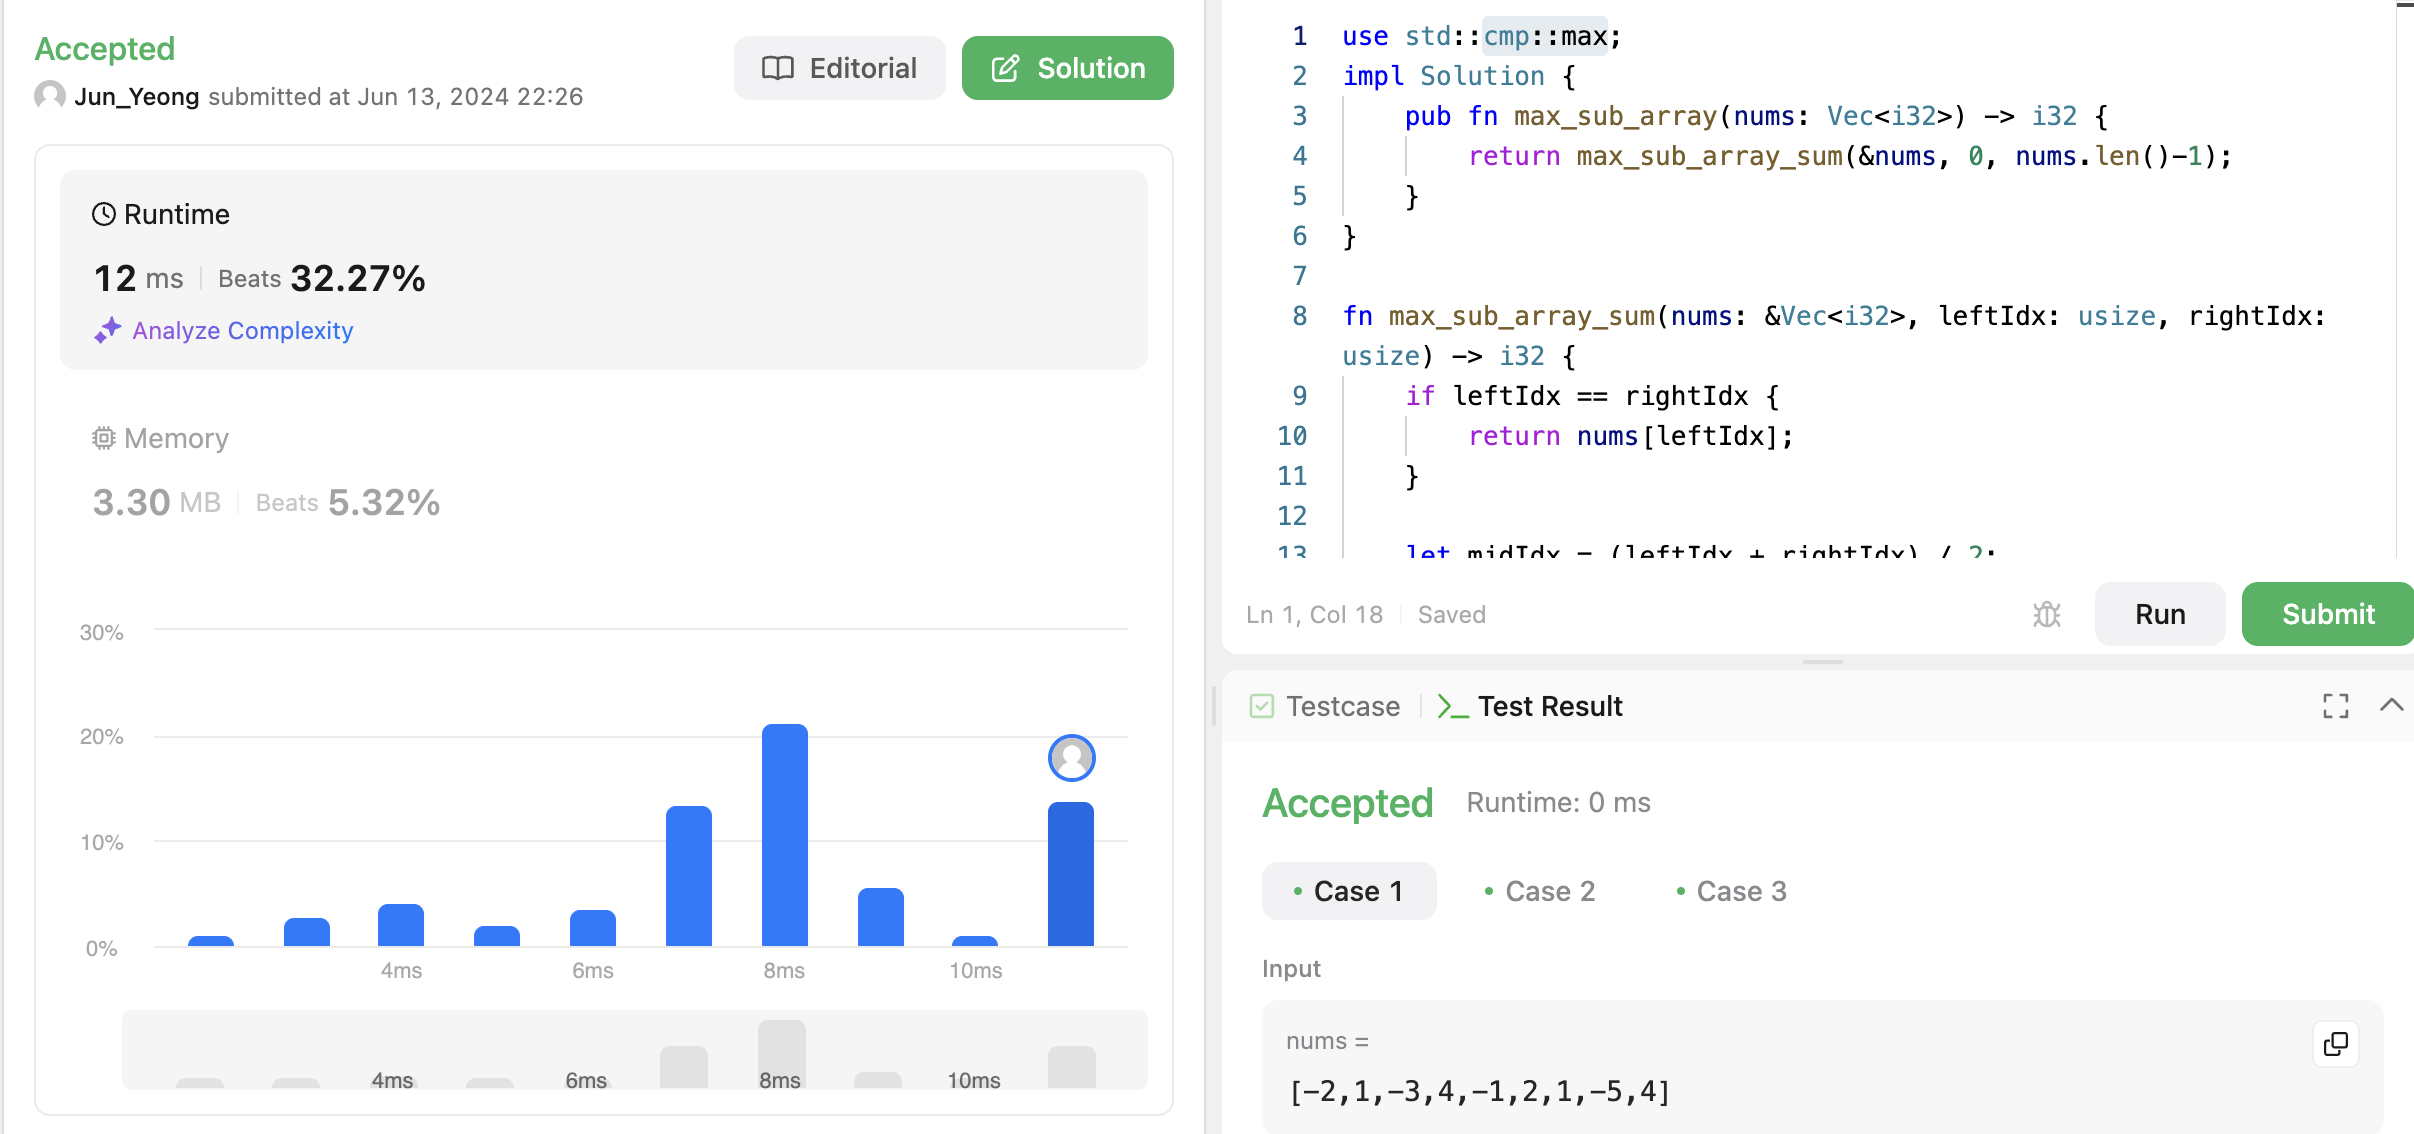 Accepted
Editorial
Solution
Jun_Yeong submitted at Jun 13, 2024 22:26
Runtime
12 ms Beats 32.27%
Analyze Complexity
Memory
3.30 MB Beats 5.32%
30%
20%
10%
0%
4ms 6ms 8ms 10ms
4ms 6ms 8ms 10ms
1 use std::cmp::max;
2 impl Solution {
3 pub fn max_sub_array(nums: Vec<i32>) -> i32 {
4 return max_sub_array_sum(&nums, 0, nums.len()-1);
5 }
6 }
7
8 fn max_sub_array_sum(nums: &Vec<i32>, leftIdx: usize, rightIdx:
usize) -> i32 {
9 if leftIdx == rightIdx {
10 return nums[leftIdx];
11 }
12
13 let midIdx = (leftIdx + rightIdx) / 2;
Ln 1, Col 18 Saved
Run
Submit
Testcase
Test Result
Accepted Runtime: 0 ms
Case 1 Case 2 Case 3
Input
nums =
[-2,1,-3,4,-1,2,1,-5,4]